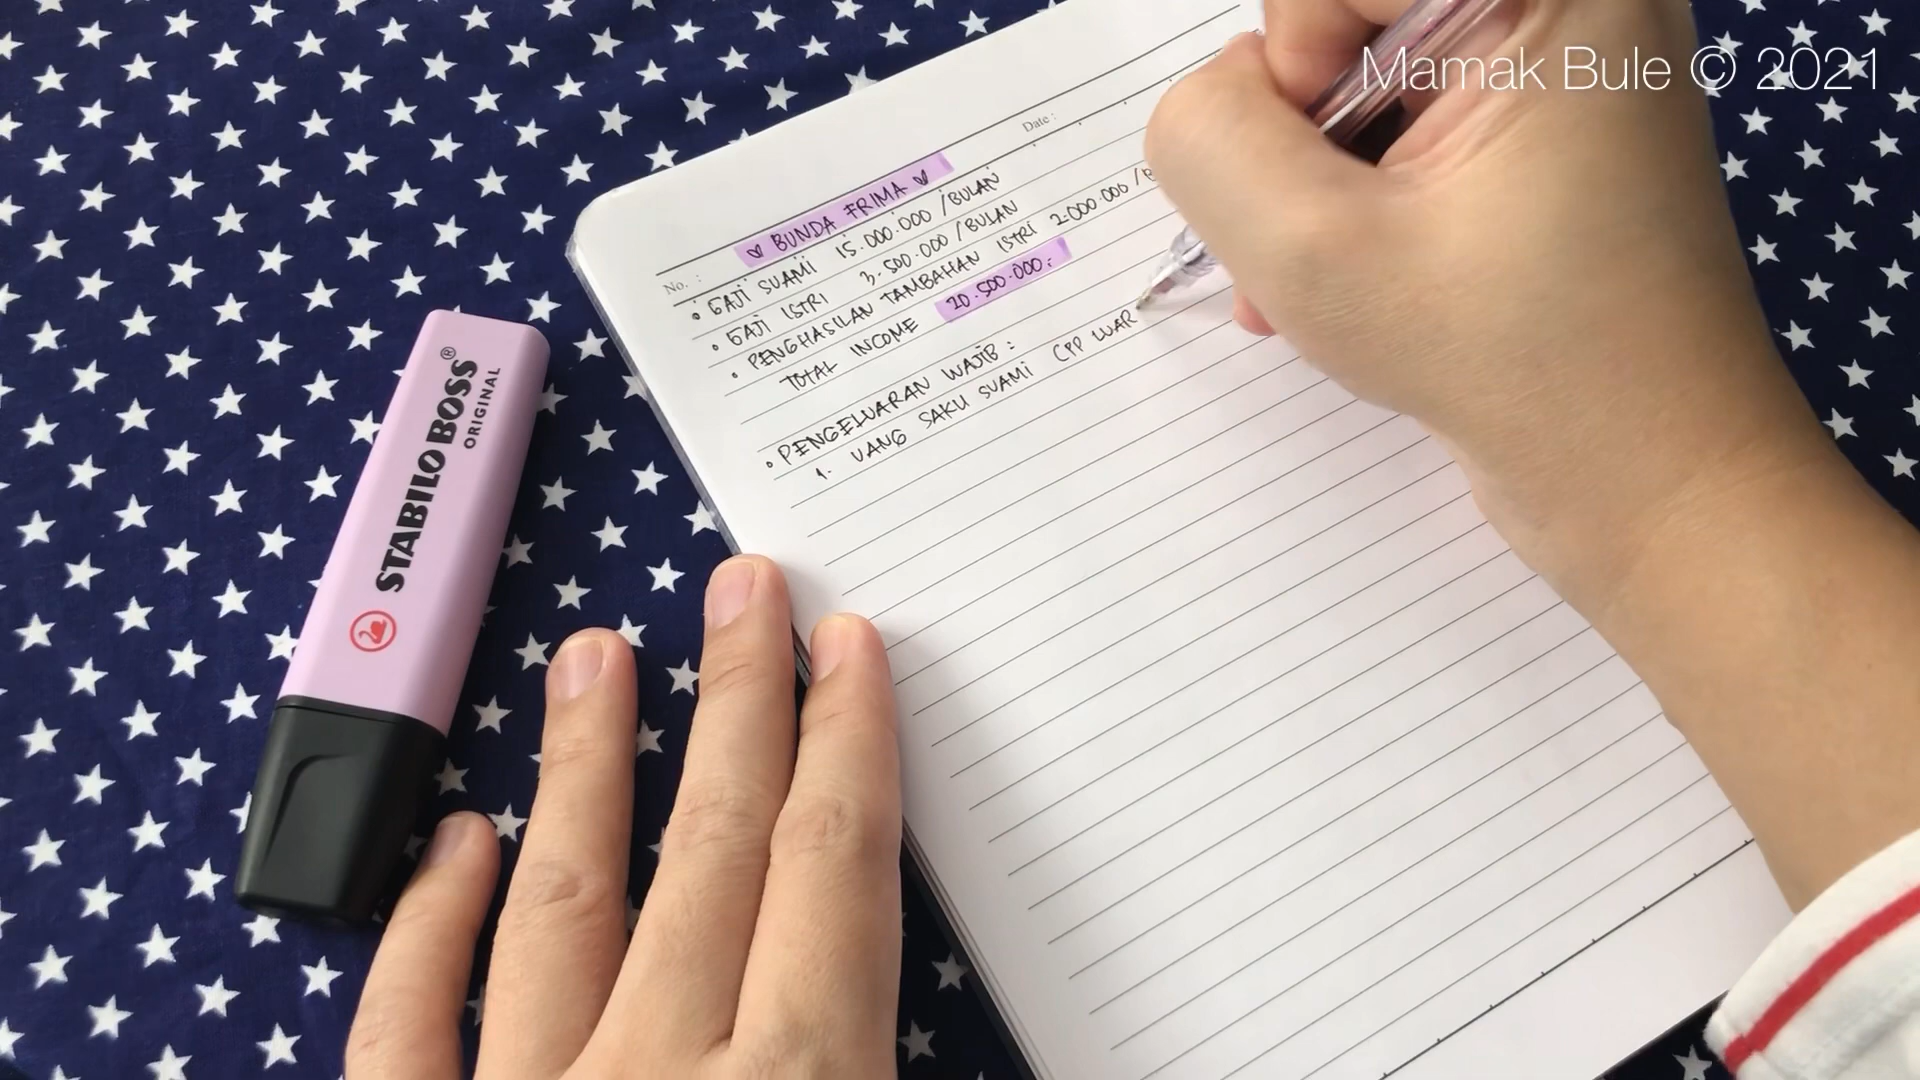 Mamak Bule © 2021
Date :
No. :
BUNDA FRIMA
• GAJI SUAMI 15.000.000 /BULAN
• GAJI ISTRI 3.500.000 /BULAN
• PENGHASILAN TAMBAHAN ISTRI 2.000.000 /B
TOTAL INCOME 20.500.000,-
• PENGELUARAN WAJIB :
1. UANG SAKU SUAMI CPP LUAR
STABILO BOSS®
ORIGINAL